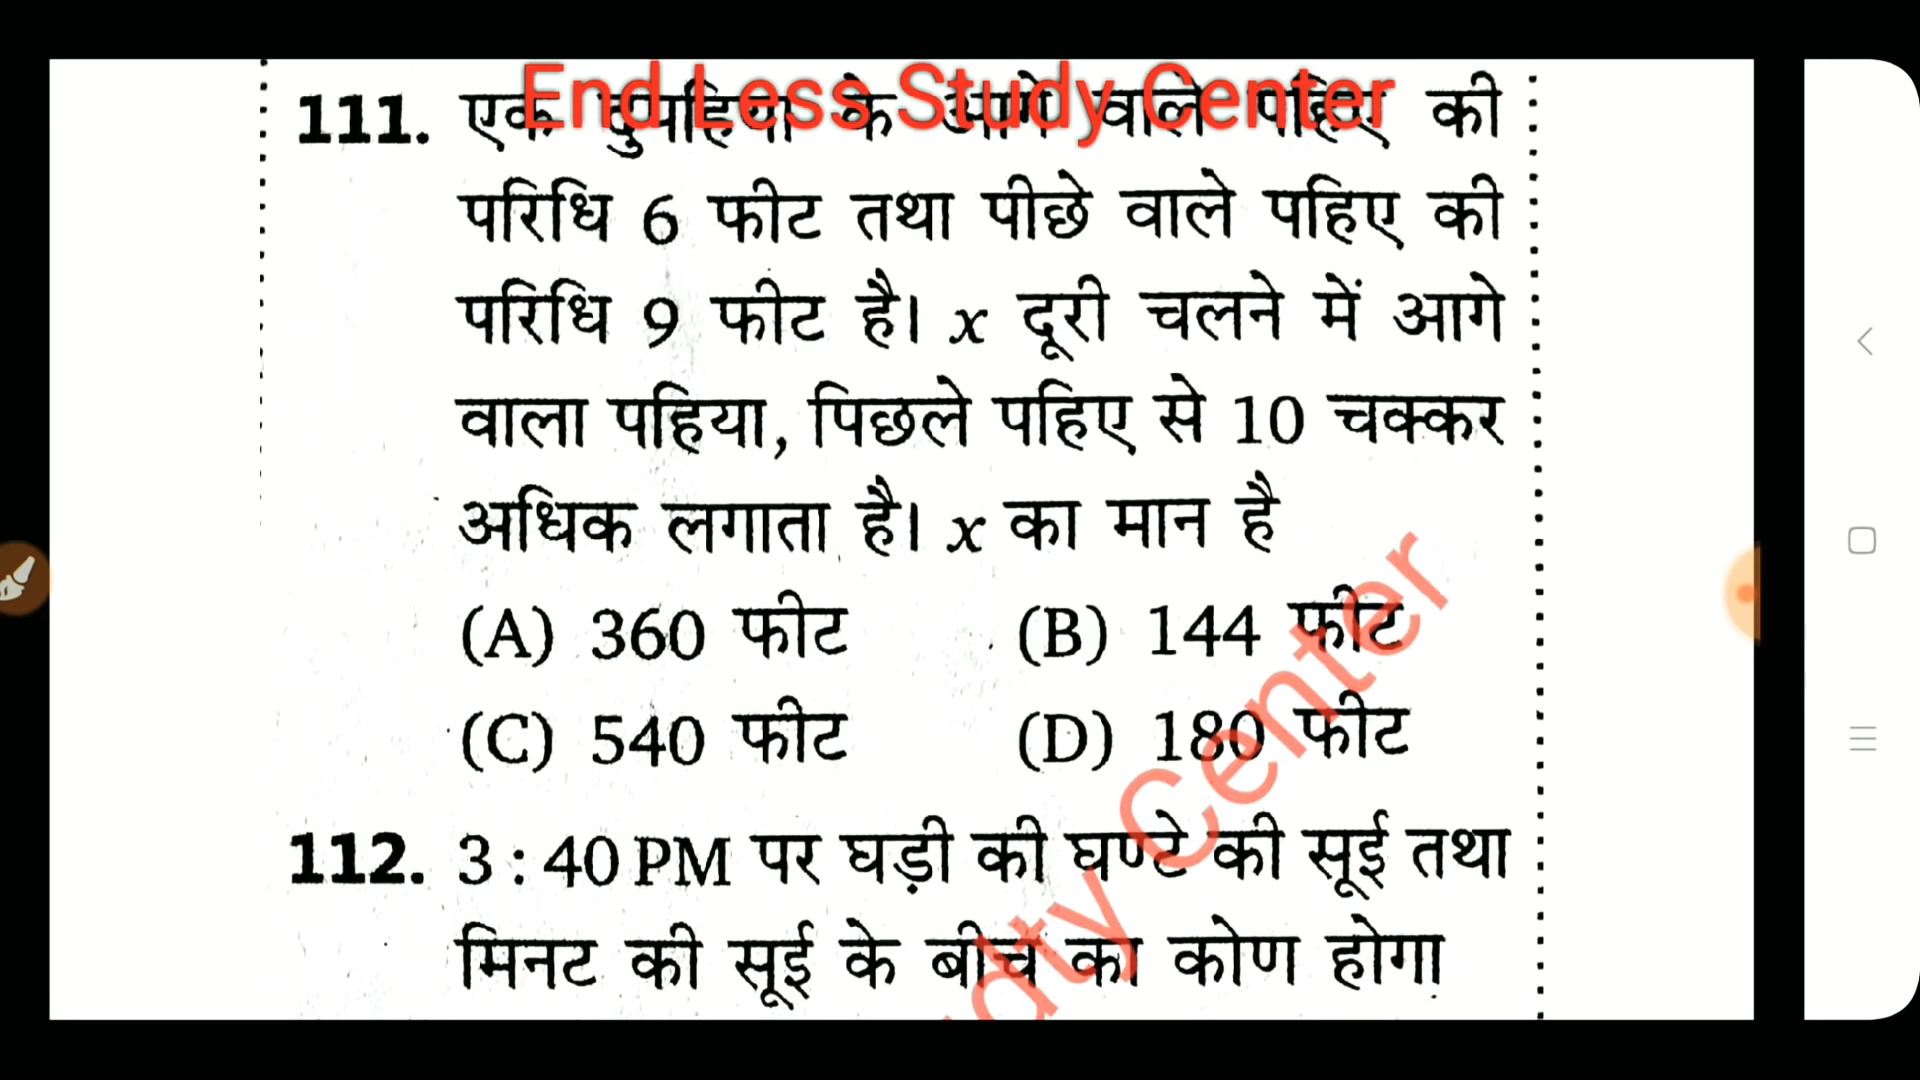 End Less Study Center
111. एक दुपहिया के आगे वाले पहिए की
परिधि 6 फीट तथा पीछे वाले पहिए की
परिधि 9 फीट है। x दूरी चलने में आगे
वाला पहिया, पिछले पहिए से 10 चक्कर
अधिक लगाता है। x का मान है
(A) 360 फीट (B) 144 फीट
(C) 540 फीट (D) 180 फीट
Center
112. 3 : 40 PM पर घड़ी की घण्टे की सूई तथा
मिनट की सूई के बीच का कोण होगा